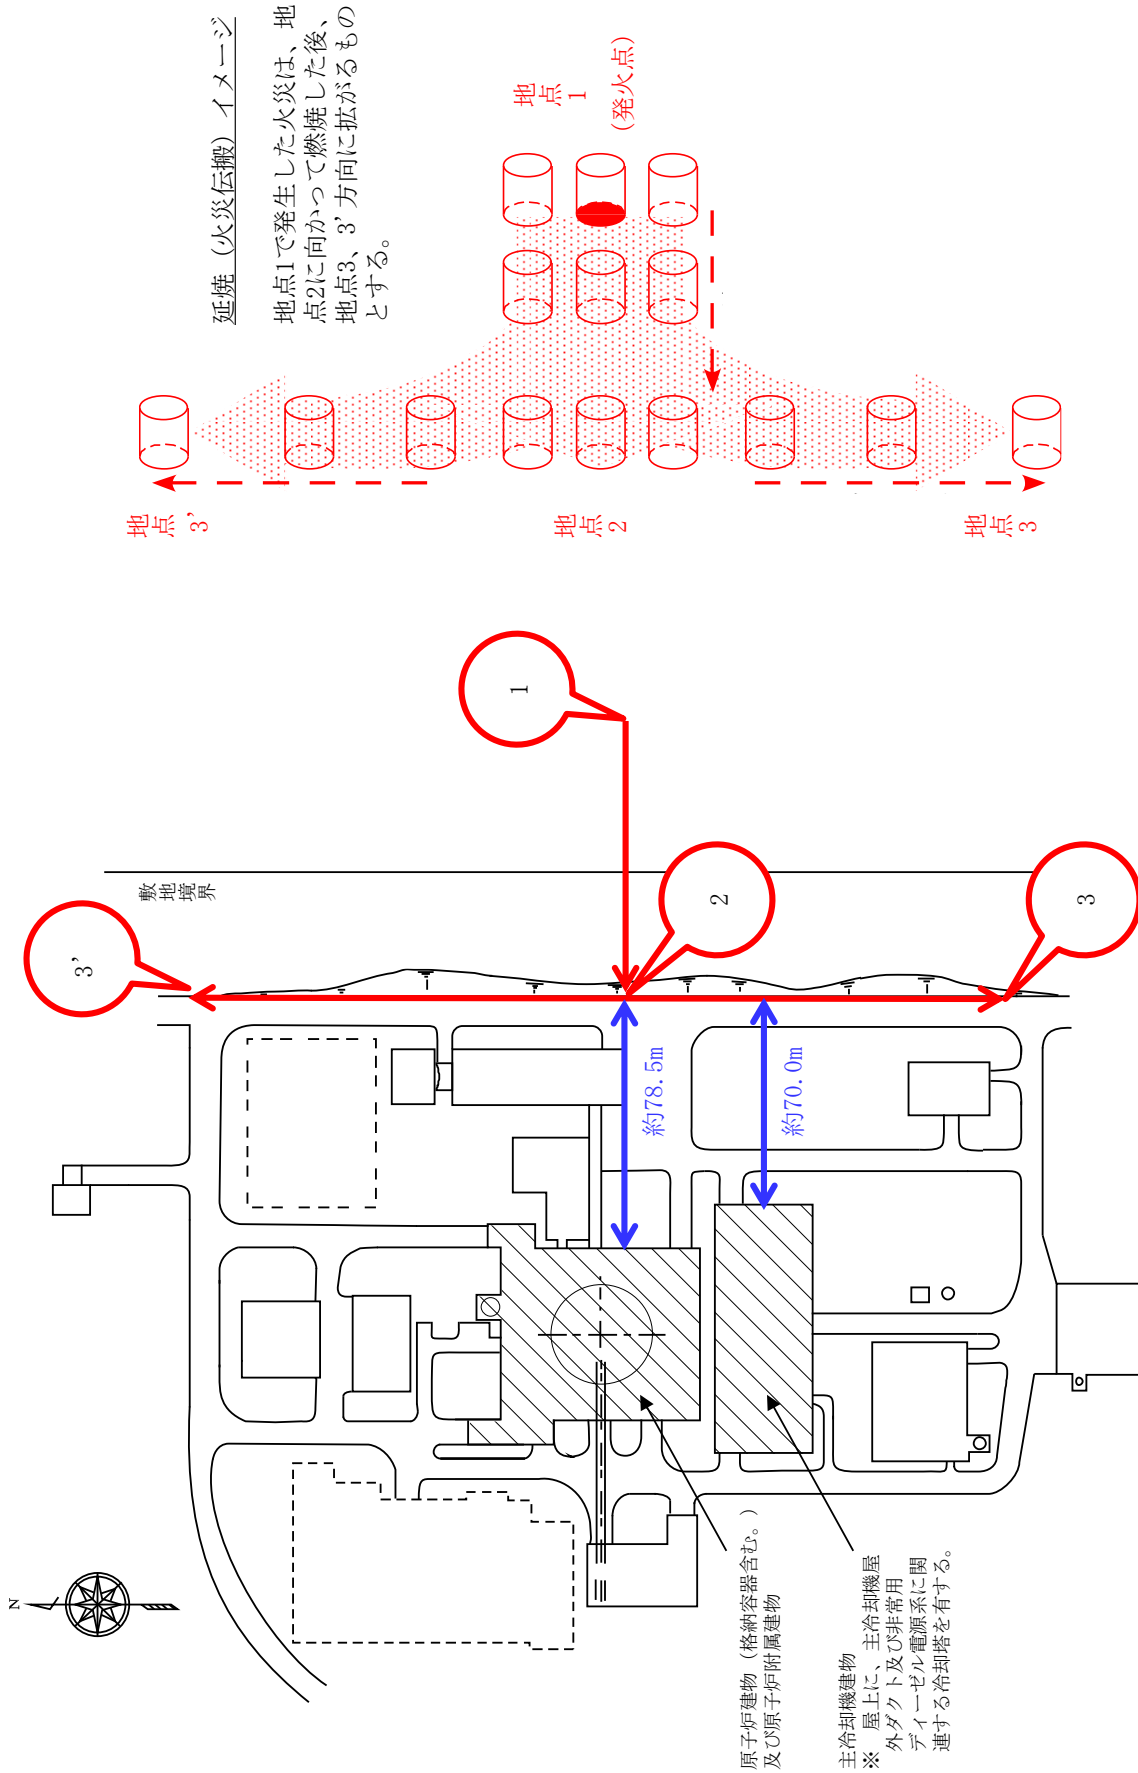 延焼（火災伝搬）イメージ
地点1で発生した火災は、地
点2に向かって燃焼した後、
地点3、3’方向に拡がるもの
とする。
地点
1
(発火点)
地点
3’
地点
2
地点
3
1
敷地境界
3’
2
3
約78.5m
約70.0m
N
原子炉建物（格納容器含む。）
及び原子炉附属建物
主冷却機建物
※　屋上に、主冷却機屋
外ダクト及び非常用
ディーゼル電源系に関
連する冷却塔を有する。